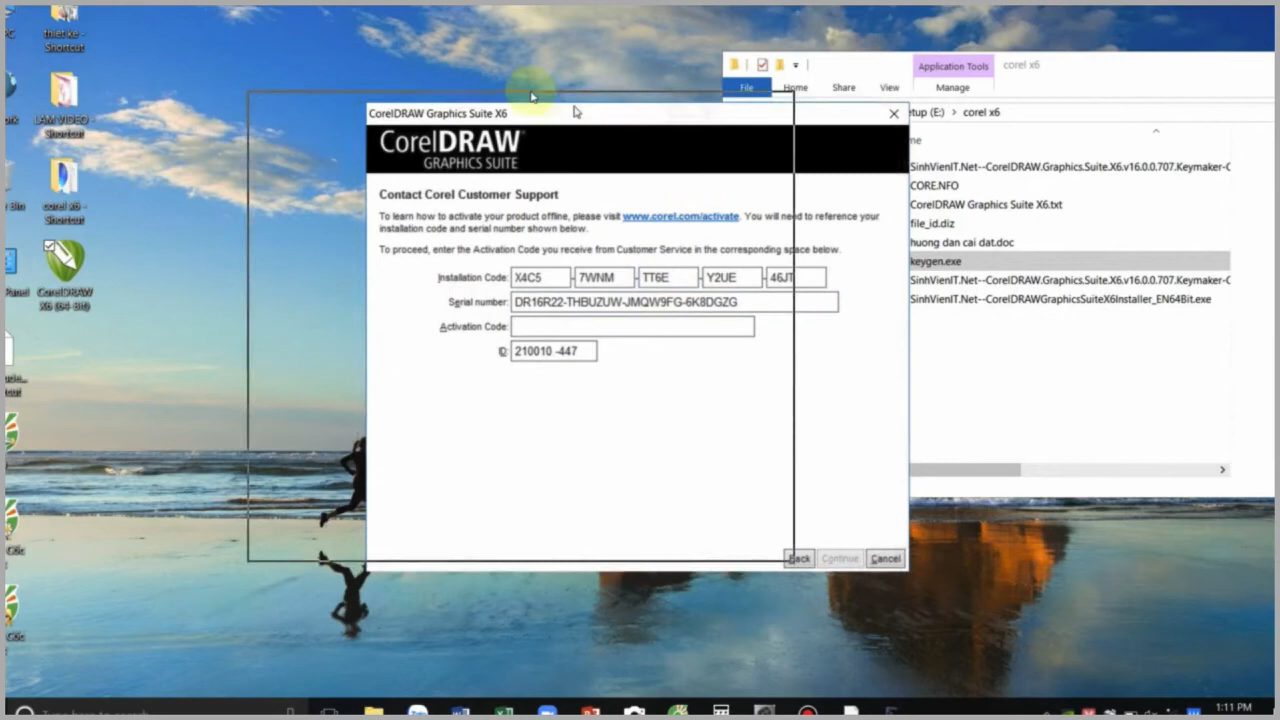 thiet ke -
Shortcut
LAM VIDEO
Shortcut
corel x6 -
Shortcut
CorelDRAW
X6 (64-Bit)
Application Tools
corel x6
File
Home
Share
View
Manage
etup (E:) > corel x6
SinhVienIT.Net--CorelDRAW.Graphics.Suite.X6.v16.0.0.707.Keymaker-C
CORE.NFO
CorelDRAW Graphics Suite X6.txt
file_id.diz
huong dan cai dat.doc
keygen.exe
SinhVienIT.Net--CorelDRAW.Graphics.Suite.X6.v16.0.0.707.Keymaker-C
SinhVienIT.Net--CorelDRAWGraphicsSuiteX6Installer_EN64Bit.exe
CorelDRAW Graphics Suite X6
CorelDRAW
GRAPHICS SUITE
Contact Corel Customer Support
To learn how to activate your product offline, please visit www.corel.com/activate. You will need to reference your
installation code and serial number shown below.
To proceed, enter the Activation Code you receive from Customer Service in the corresponding space below.
Installation Code: X4C5 - 7WNM - TT6E - Y2UE - 46JT
Serial number: DR16R22-THBUZUW-JMQW9FG-6K8DGZG
Activation Code:
ID: 210010 -447
Back Continue Cancel
1:11 PM